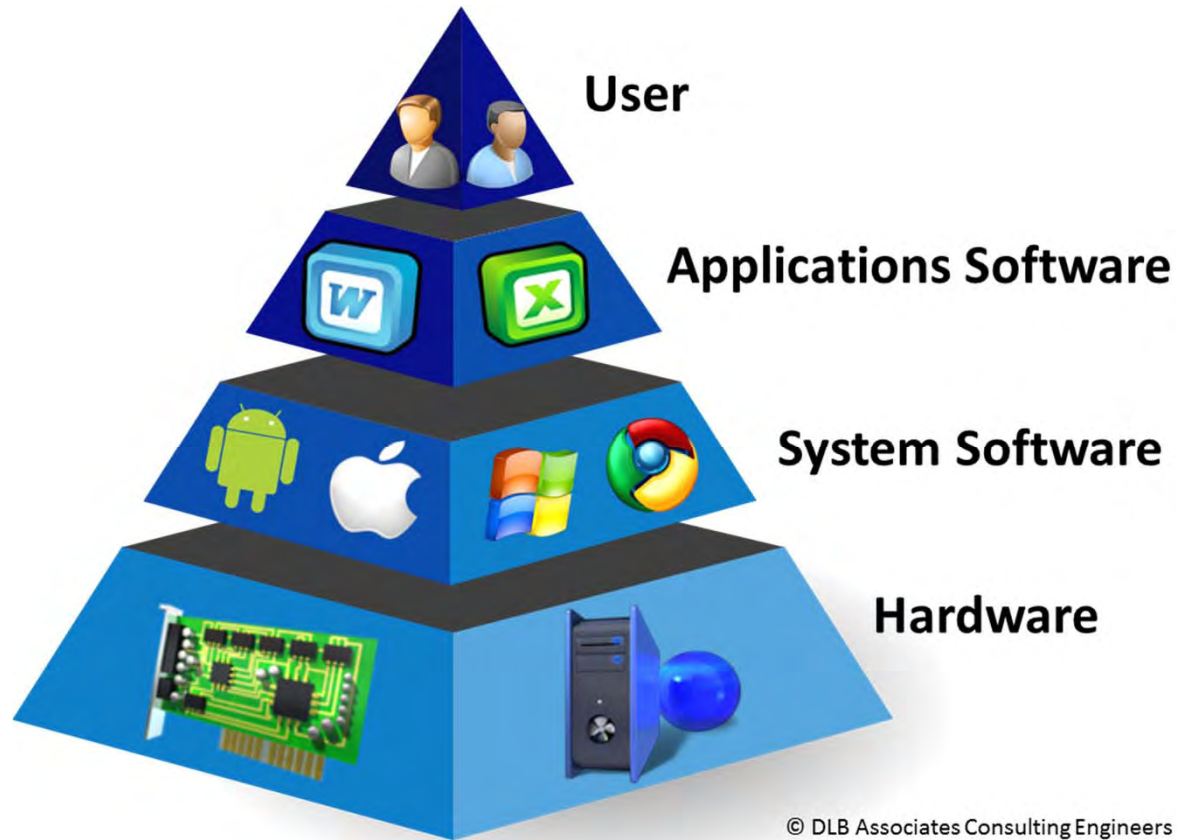 User
W
X
Applications Software
System Software
Hardware
© DLB Associates Consulting Engineers